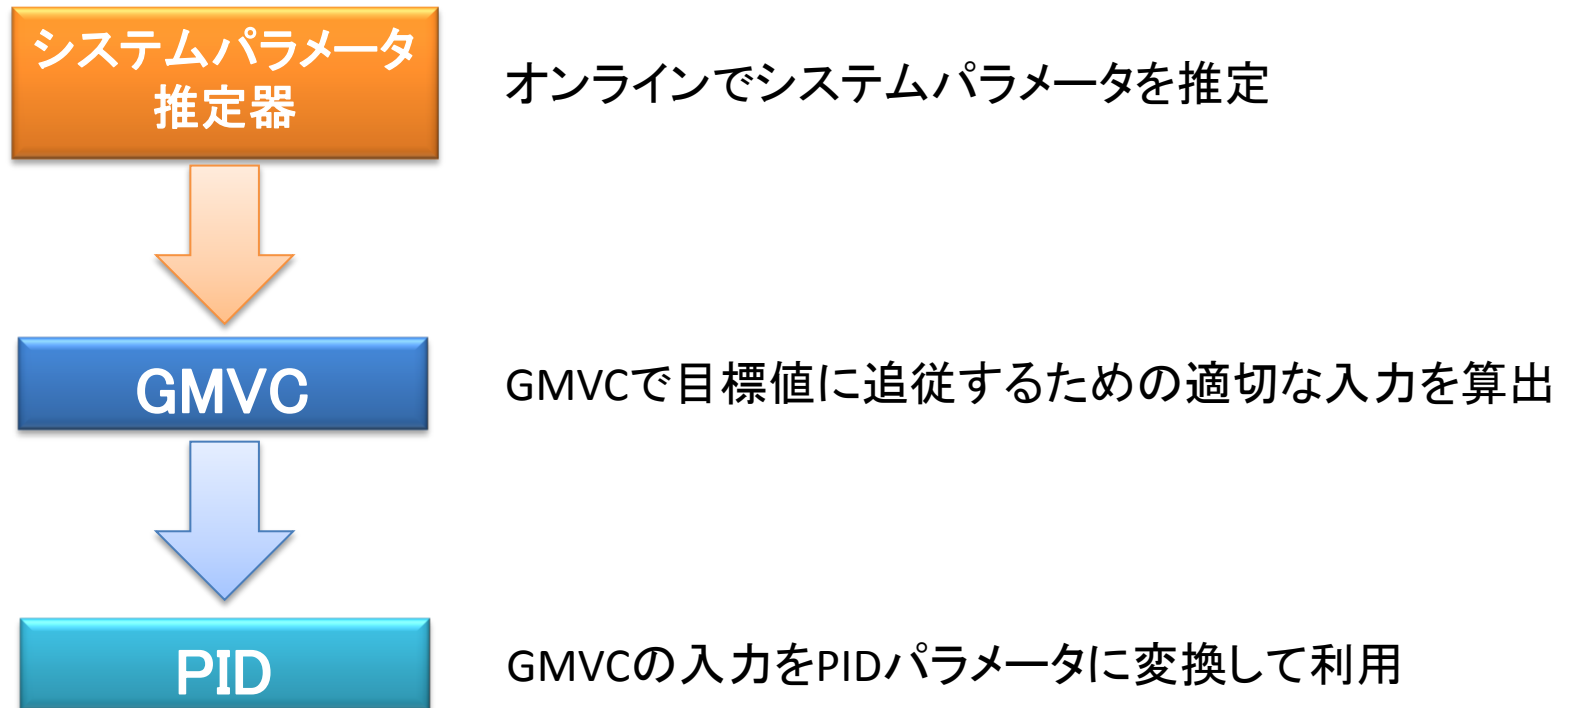 システムパラメータ
推定器
オンラインでシステムパラメータを推定
GMVC
GMVCで目標値に追従するための適切な入力を算出
PID
GMVCの入力をPIDパラメータに変換して利用